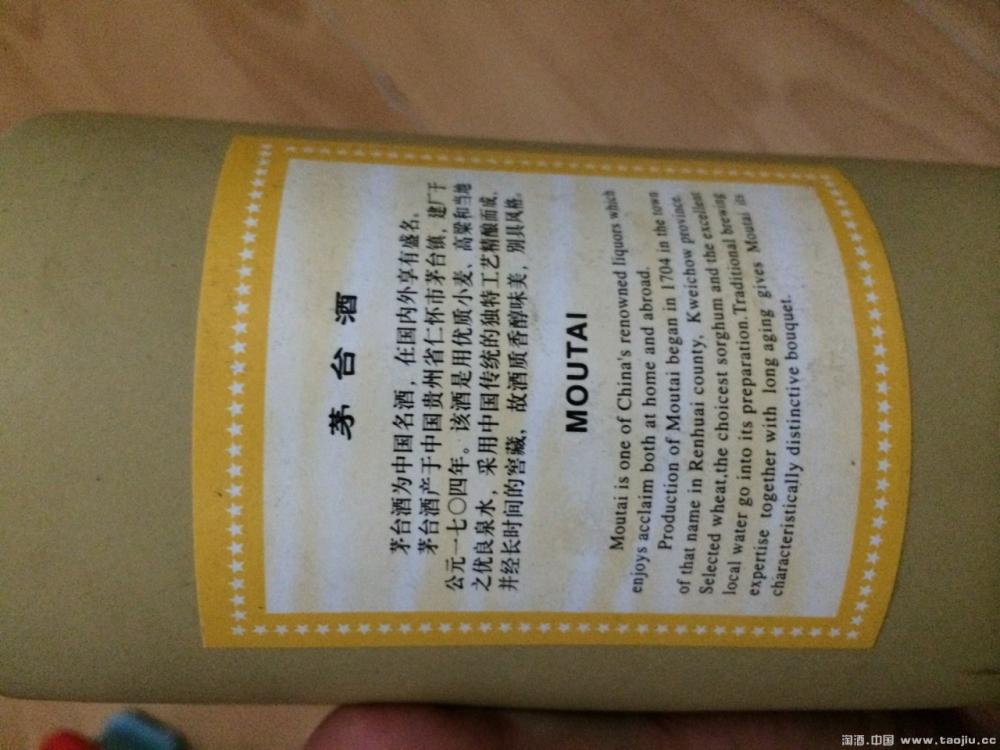 茅台酒
茅台酒为中国名酒，在国内外享有盛名。
茅台酒产于中国贵州省仁怀市茅台镇，建厂于
公元一七〇四年。该酒是用优质小麦、高粱和当地
之优良泉水，采用中国传统的独特工艺精酿而成，
并经长时间的窖藏，故酒质香醇味美，别具风格。
MOUTAI
Moutai is one of China's renowned liquors which
enjoys acclaim both at home and abroad.
Production of Moutai began in 1704 in the town
of that name in Renhuai county, Kweichow province.
Selected wheat,the choicest sorghum and the excellent
local water go into its preparation.Traditional brewing
expertise together with long aging gives Moutai its
characteristically distinctive bouquet.
淘酒.中国 www.taojiu.cc